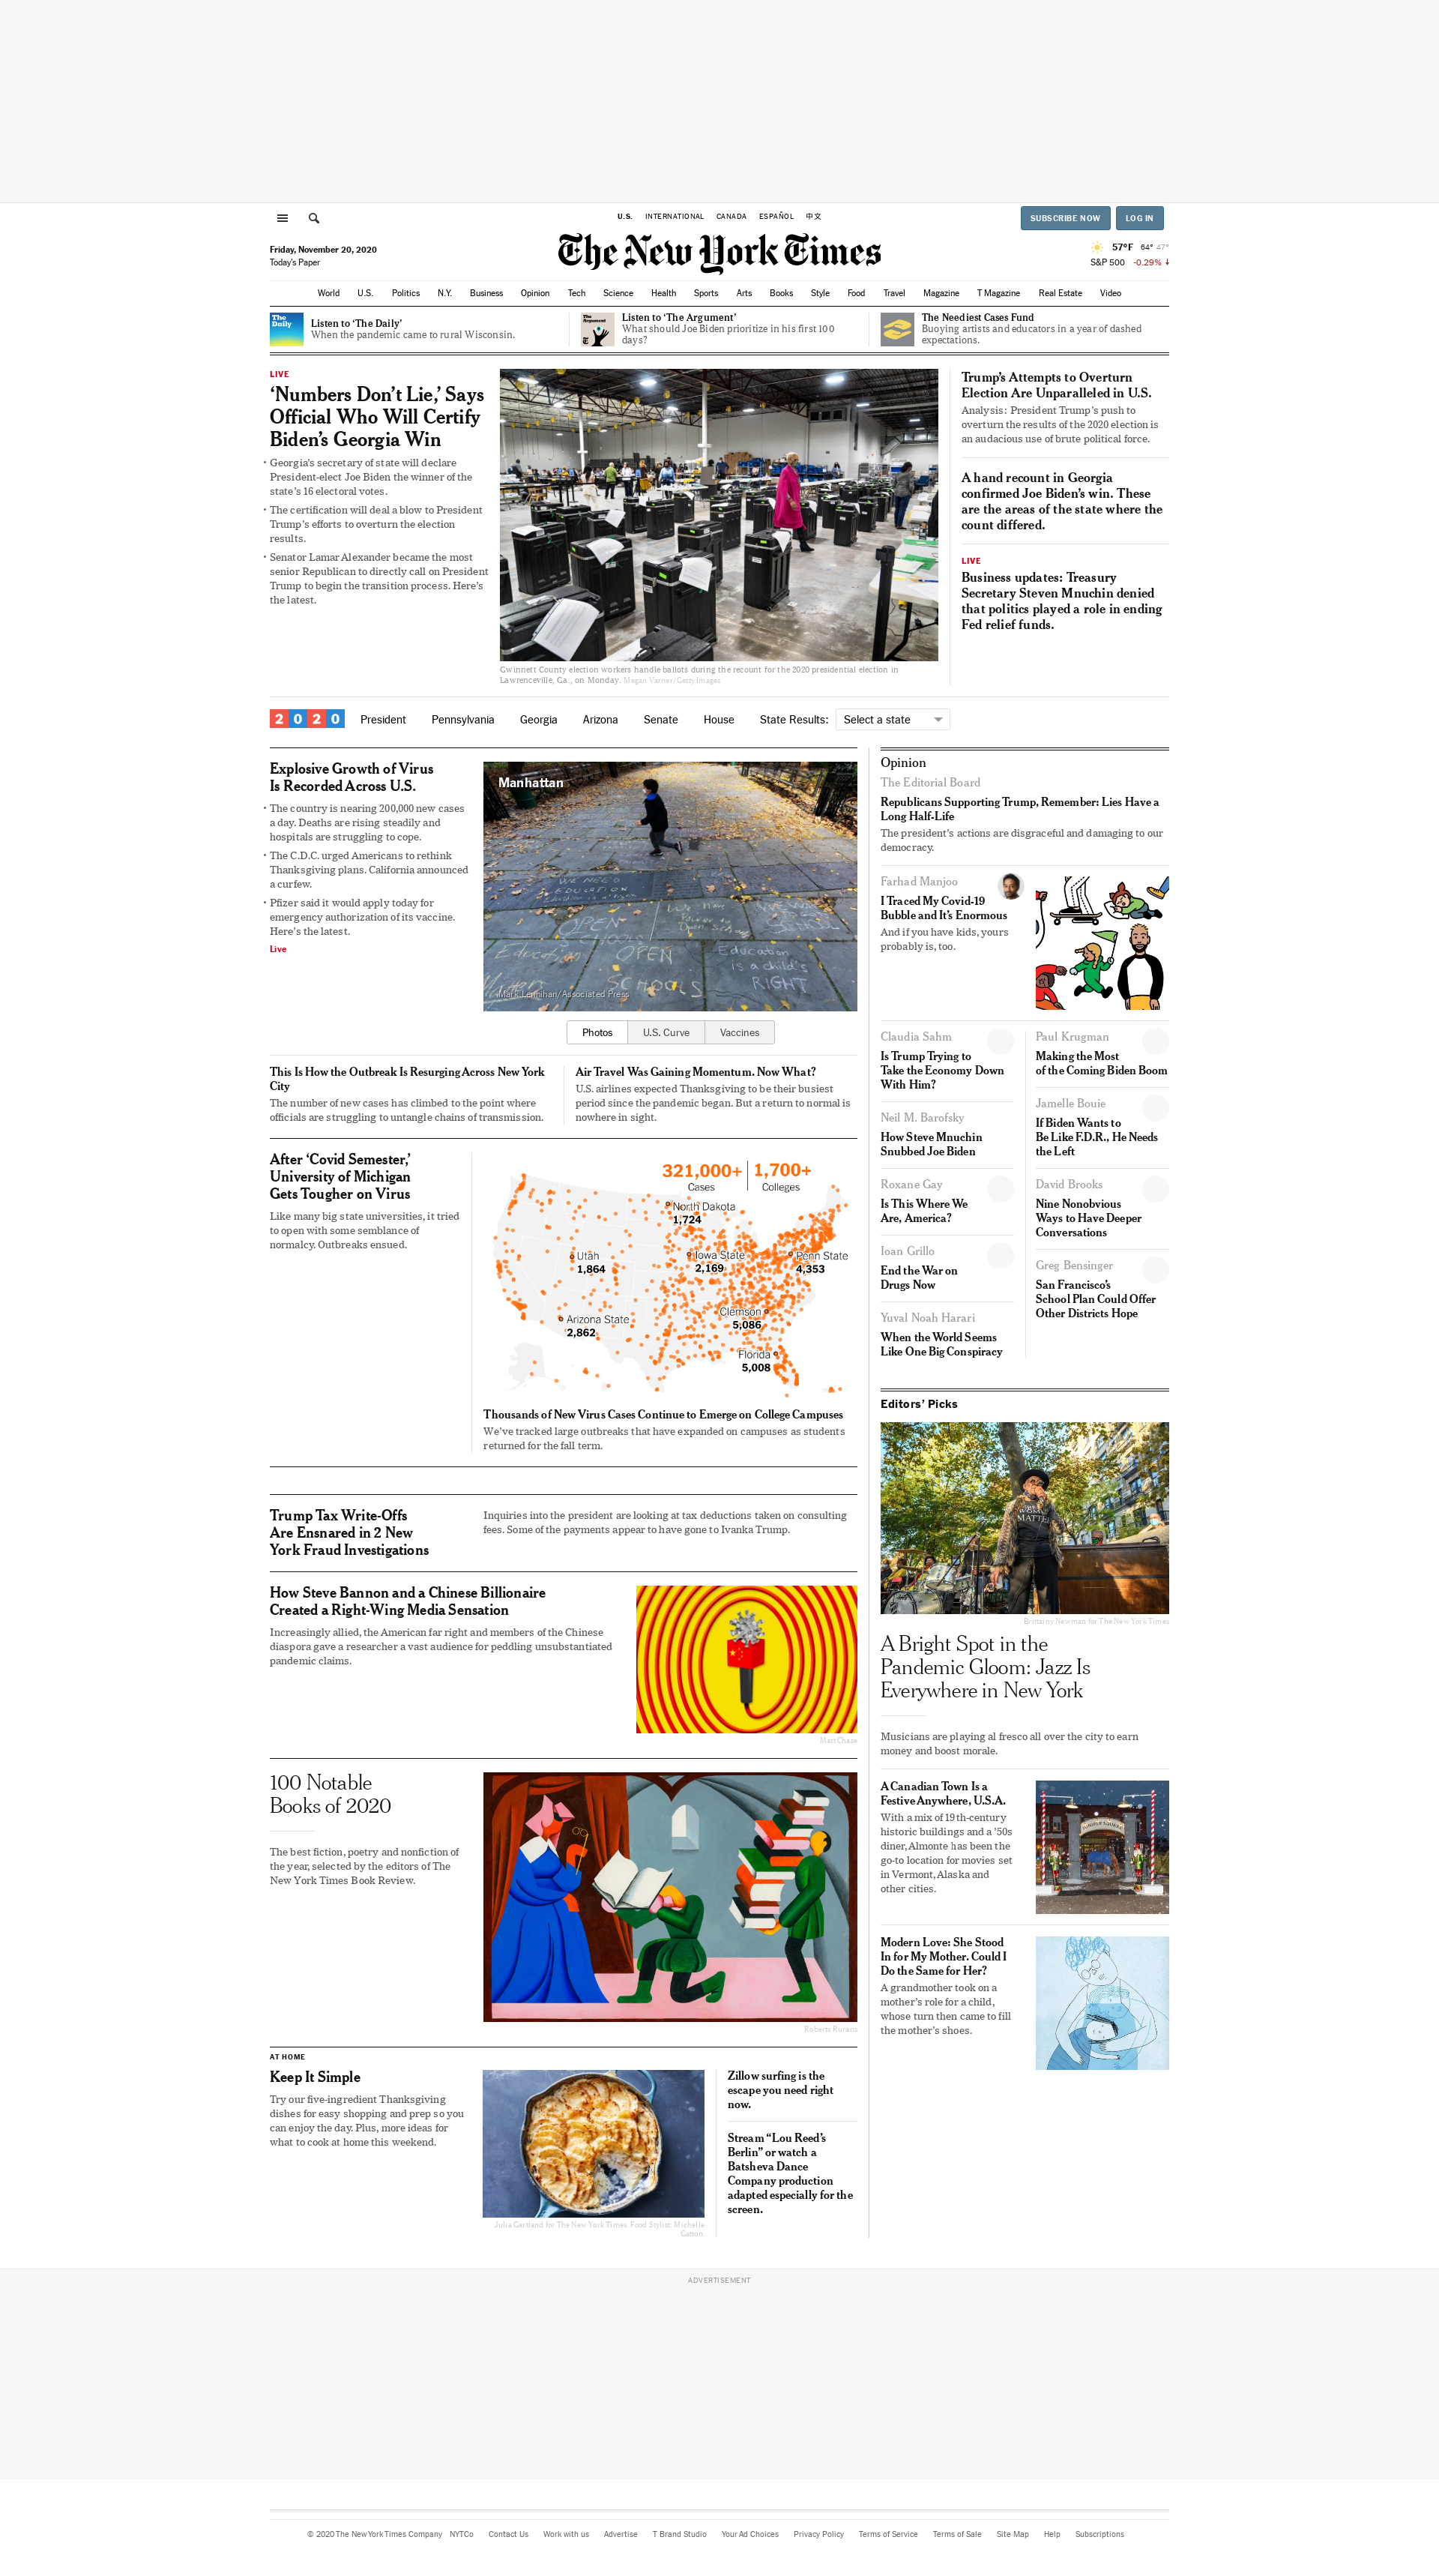 U.S. INTERNATIONAL CANADA ESPAÑOL 中文
SUBSCRIBE NOW LOG IN
Friday, November 20, 2020
Today's Paper
The New York Times
57°F 64° 47°
S&P 500 -0.29%
World U.S. Politics N.Y. Business Opinion Tech Science Health Sports Arts Books Style Food Travel Magazine T Magazine Real Estate Video
The
Daily
Listen to ‘The Daily’
When the pandemic came to rural Wisconsin.
The
Argument
Listen to ‘The Argument’
What should Joe Biden prioritize in his first 100
days?
The Neediest Cases Fund
Buoying artists and educators in a year of dashed
expectations.
LIVE
‘Numbers Don’t Lie,’ Says
Official Who Will Certify
Biden’s Georgia Win
Georgia’s secretary of state will declare
President-elect Joe Biden the winner of the
state’s 16 electoral votes.
The certification will deal a blow to President
Trump’s efforts to overturn the election
results.
Senator Lamar Alexander became the most
senior Republican to directly call on President
Trump to begin the transition process. Here’s
the latest.
Gwinnett County election workers handle ballots during the recount for the 2020 presidential election in
Lawrenceville, Ga., on Monday. Megan Varner/Getty Images
Trump’s Attempts to Overturn
Election Are Unparalleled in U.S.
Analysis: President Trump’s push to
overturn the results of the 2020 election is
an audacious use of brute political force.
A hand recount in Georgia
confirmed Joe Biden’s win. These
are the areas of the state where the
count differed.
LIVE
Business updates: Treasury
Secretary Steven Mnuchin denied
that politics played a role in ending
Fed relief funds.
2020 President Pennsylvania Georgia Arizona Senate House State Results: Select a state
Explosive Growth of Virus
Is Recorded Across U.S.
The country is nearing 200,000 new cases
a day. Deaths are rising steadily and
hospitals are struggling to cope.
The C.D.C. urged Americans to rethink
Thanksgiving plans. California announced
a curfew.
Pfizer said it would apply today for
emergency authorization of its vaccine.
Here’s the latest.
Live
Manhattan
WE NEED
EDUCATION
OPEN
OPEN
SCHOOLS
Education
is a child's
RIGHT
Mark Lennihan/Associated Press
Photos U.S. Curve Vaccines
This Is How the Outbreak Is Resurging Across New York
City
The number of new cases has climbed to the point where
officials are struggling to untangle chains of transmission.
Air Travel Was Gaining Momentum. Now What?
U.S. airlines expected Thanksgiving to be their busiest
period since the pandemic began. But a return to normal is
nowhere in sight.
After ‘Covid Semester,’
University of Michigan
Gets Tougher on Virus
Like many big state universities, it tried
to open with some semblance of
normalcy. Outbreaks ensued.
321,000+ 1,700+
Cases Colleges
North Dakota
1,724
Utah
1,864
Iowa State
2,169
Penn State
4,353
Arizona State
2,862
Clemson
5,086
Florida
5,008
Thousands of New Virus Cases Continue to Emerge on College Campuses
We’ve tracked large outbreaks that have expanded on campuses as students
returned for the fall term.
Trump Tax Write-Offs
Are Ensnared in 2 New
York Fraud Investigations
Inquiries into the president are looking at tax deductions taken on consulting
fees. Some of the payments appear to have gone to Ivanka Trump.
How Steve Bannon and a Chinese Billionaire
Created a Right-Wing Media Sensation
Increasingly allied, the American far right and members of the Chinese
diaspora gave a researcher a vast audience for peddling unsubstantiated
pandemic claims.
Matt Chase
100 Notable
Books of 2020
The best fiction, poetry and nonfiction of
the year, selected by the editors of The
New York Times Book Review.
Roberts Rurans
AT HOME
Keep It Simple
Try our five-ingredient Thanksgiving
dishes for easy shopping and prep so you
can enjoy the day. Plus, more ideas for
what to cook at home this weekend.
Julia Gartland for The New York Times. Food Stylist: Michelle
Gatton.
Zillow surfing is the
escape you need right
now.
Stream “Lou Reed’s
Berlin” or watch a
Batsheva Dance
Company production
adapted especially for the
screen.
Opinion
The Editorial Board
Republicans Supporting Trump, Remember: Lies Have a
Long Half-Life
The president’s actions are disgraceful and damaging to our
democracy.
Farhad Manjoo
I Traced My Covid-19
Bubble and It’s Enormous
And if you have kids, yours
probably is, too.
Claudia Sahm
Is Trump Trying to
Take the Economy Down
With Him?
Neil M. Barofsky
How Steve Mnuchin
Snubbed Joe Biden
Roxane Gay
Is This Where We
Are, America?
Ioan Grillo
End the War on
Drugs Now
Yuval Noah Harari
When the World Seems
Like One Big Conspiracy
Paul Krugman
Making the Most
of the Coming Biden Boom
Jamelle Bouie
If Biden Wants to
Be Like F.D.R., He Needs
the Left
David Brooks
Nine Nonobvious
Ways to Have Deeper
Conversations
Greg Bensinger
San Francisco’s
School Plan Could Offer
Other Districts Hope
Editors’ Picks
Brittainy Newman for The New York Times
A Bright Spot in the
Pandemic Gloom: Jazz Is
Everywhere in New York
Musicians are playing al fresco all over the city to earn
money and boost morale.
A Canadian Town Is a
Festive Anywhere, U.S.A.
With a mix of 19th-century
historic buildings and a ’50s
diner, Almonte has been the
go-to location for movies set
in Vermont, Alaska and
other cities.
Modern Love: She Stood
In for My Mother. Could I
Do the Same for Her?
A grandmother took on a
mother’s role for a child,
whose turn then came to fill
the mother’s shoes.
ADVERTISEMENT
© 2020 The New York Times Company NYTCo Contact Us Work with us Advertise T Brand Studio Your Ad Choices Privacy Policy Terms of Service Terms of Sale Site Map Help Subscriptions